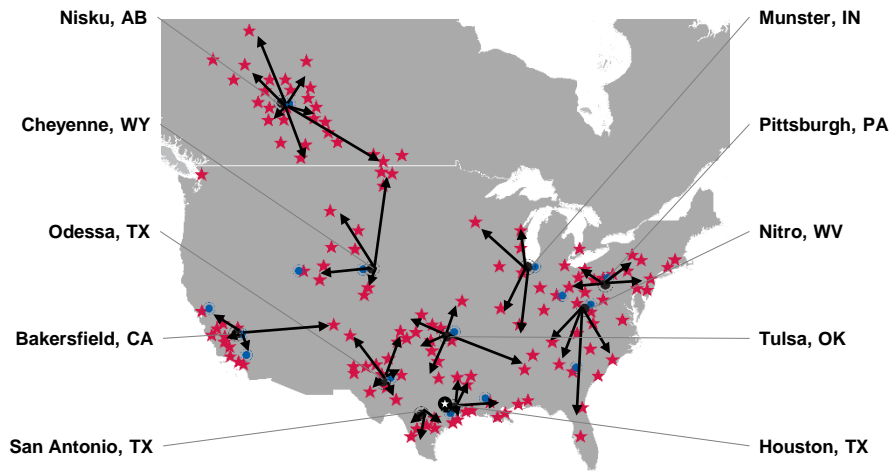 Nisku, AB
Munster, IN
Cheyenne, WY
Pittsburgh, PA
Odessa, TX
Nitro, WV
Bakersfield, CA
Tulsa, OK
San Antonio, TX
Houston, TX